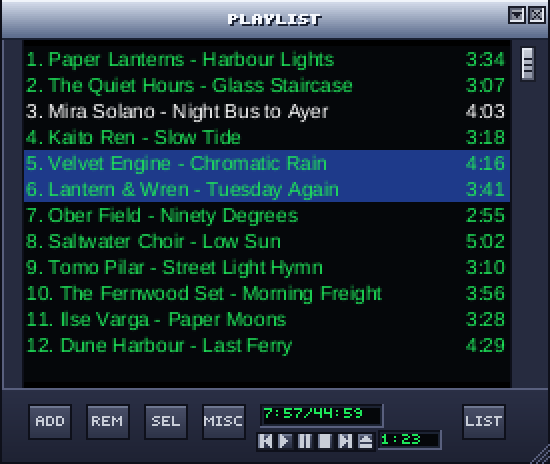 PLAYLIST
1. Paper Lanterns - Harbour Lights 3:34
2. The Quiet Hours - Glass Staircase 3:07
3. Mira Solano - Night Bus to Ayer 4:03
4. Kaito Ren - Slow Tide 3:18
5. Velvet Engine - Chromatic Rain 4:16
6. Lantern & Wren - Tuesday Again 3:41
7. Ober Field - Ninety Degrees 2:55
8. Saltwater Choir - Low Sun 5:02
9. Tomo Pilar - Street Light Hymn 3:10
10. The Fernwood Set - Morning Freight 3:56
11. Ilse Varga - Paper Moons 3:28
12. Dune Harbour - Last Ferry 4:29
ADD REM SEL MISC 7:57/44:59 LIST
1:23